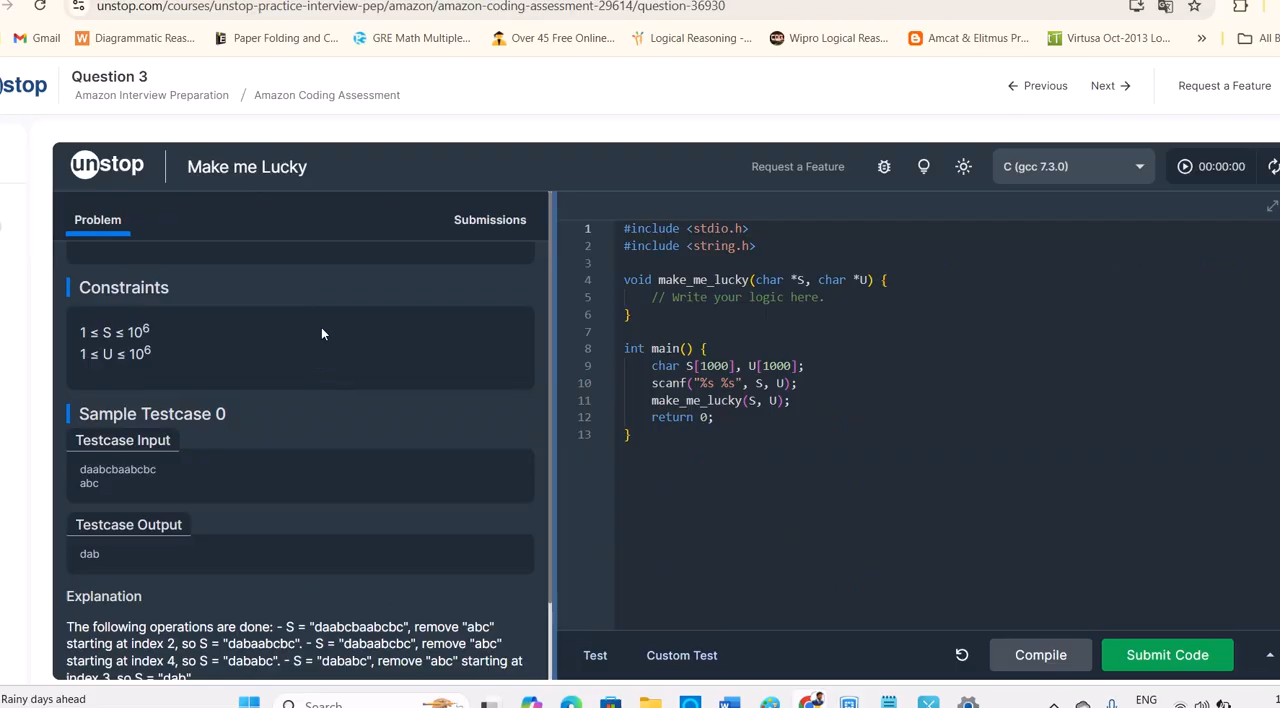 unstop.com/courses/unstop-practice-interview-pep/amazon/amazon-coding-assessment-29614/question-36930
Gmail Diagrammatic Reas... Paper Folding and C... GRE Math Multiple... Over 45 Free Online... Logical Reasoning -... Wipro Logical Reas... Amcat & Elitmus Pr... Virtusa Oct-2013 Lo... » All B
stop Question 3
Amazon Interview Preparation / Amazon Coding Assessment
← Previous Next → Request a Feature
unstop Make me Lucky Request a Feature C (gcc 7.3.0) 00:00:00
Problem Submissions
Constraints
1 ≤ S ≤ 10⁶
1 ≤ U ≤ 10⁶
Sample Testcase 0
Testcase Input
daabcbaabcbc
abc
Testcase Output
dab
Explanation
The following operations are done: - S = "daabcbaabcbc", remove "abc"
starting at index 2, so S = "dabaabcbc". - S = "dabaabcbc", remove "abc"
starting at index 4, so S = "dababc". - S = "dababc", remove "abc" starting at
index 3, so S = "dab".
1 #include <stdio.h>
2 #include <string.h>
3
4 void make_me_lucky(char *S, char *U) {
5 // Write your logic here.
6 }
7
8 int main() {
9 char S[1000], U[1000];
10 scanf("%s %s", S, U);
11 make_me_lucky(S, U);
12 return 0;
13 }
Test Custom Test Compile Submit Code
Rainy days ahead Search ENG